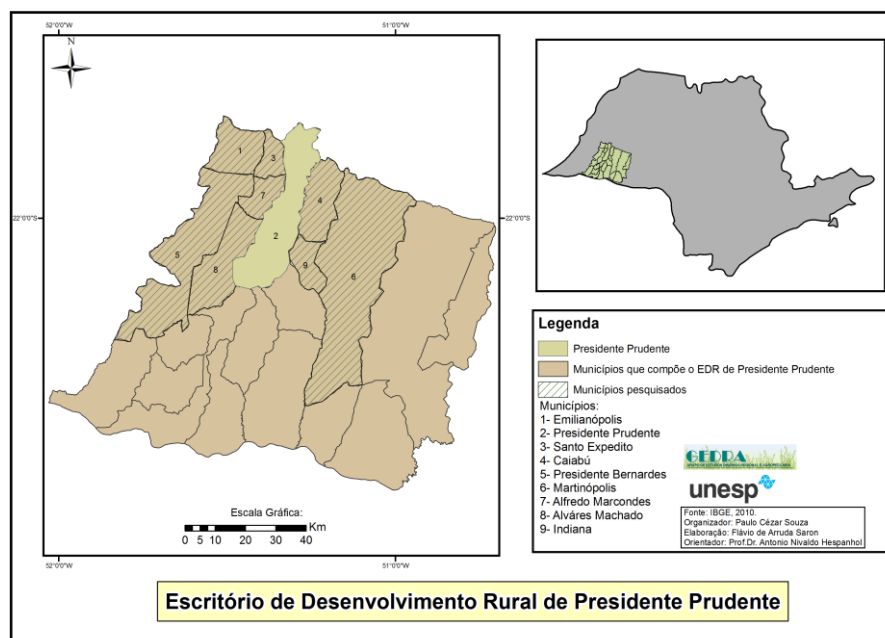 52°0'0"W
51°0'0"W
N
22°0'0"S
22°0'0"S
1
3
7
4
2
5
8
9
6
Escala Gráfica:
Km
0 5 10 20 30 40
52°0'0"W
51°0'0"W
Legenda
Presidente Prudente
Municípios que compõe o EDR de Presidente Prudente
Municípios pesquisados
Municípios:
1- Emilianópolis
2- Presidente Prudente
3- Santo Expedito
4- Caiabú
5- Presidente Bernardes
6- Martinópolis
7- Alfredo Marcondes
8- Alváres Machado
9- Indiana
GEDRA
unesp
Fonte: IBGE, 2010.
Organizador: Paulo Cézar Souza
Elaboração: Flávio de Arruda Saron
Orientador: Prof.Dr. Antonio Nivaldo Hespanhol
Escritório de Desenvolvimento Rural de Presidente Prudente